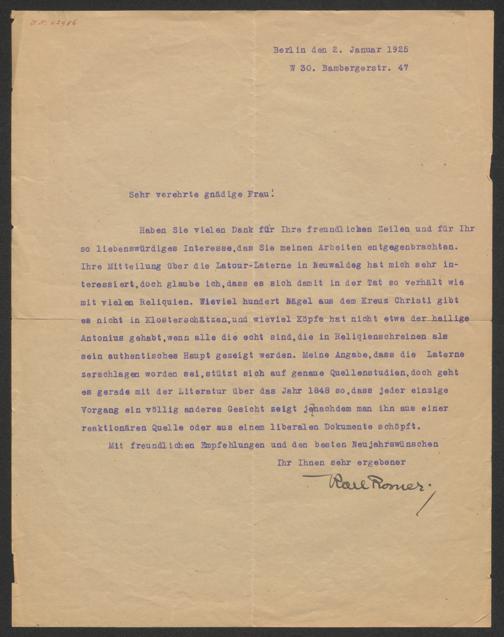 Berlin den 2. Januar 1925
W 30. Bambergerstr. 47
Sehr verehrte gnädige Frau!
Haben Sie vielen Dank für Ihre freundlichen Zeilen und für Ihr
so liebenswürdiges Interesse,das Sie meinen Arbeiten entgegenbrachten.
Ihre Mitteilung über die Latour-Laterne in Neuwaldeg hat mich sehr in-
teressiert,doch glaube ich,dass es sich damit in der Tat so verhält wie
mit vielen Reliquien. Wieviel hundert Nägel aus dem Kreuz Christi gibt
es nicht in Klosterschätzen,und wieviel Köpfe hat nicht etwa der heilige
Antonius gehabt,wenn alle die echt sind,die in Reliqienschreinen als
sein authentisches Haupt gezeigt werden. Meine Angabe,dass die Laterne
zerschlagen worden sei,stützt sich auf genaue Quellenstudien,doch geht
es gerade mit der Literatur über das Jahr 1848 so,dass jeder einzige
Vorgang ein völlig anderes Gesicht zeigt jenachdem man ihn aus einer
reaktionären Quelle oder aus einem liberalen Dokumente schöpft.
Mit freundlichen Empfehlungen und den besten Neujahrswünschen
Ihr Ihnen sehr ergebener